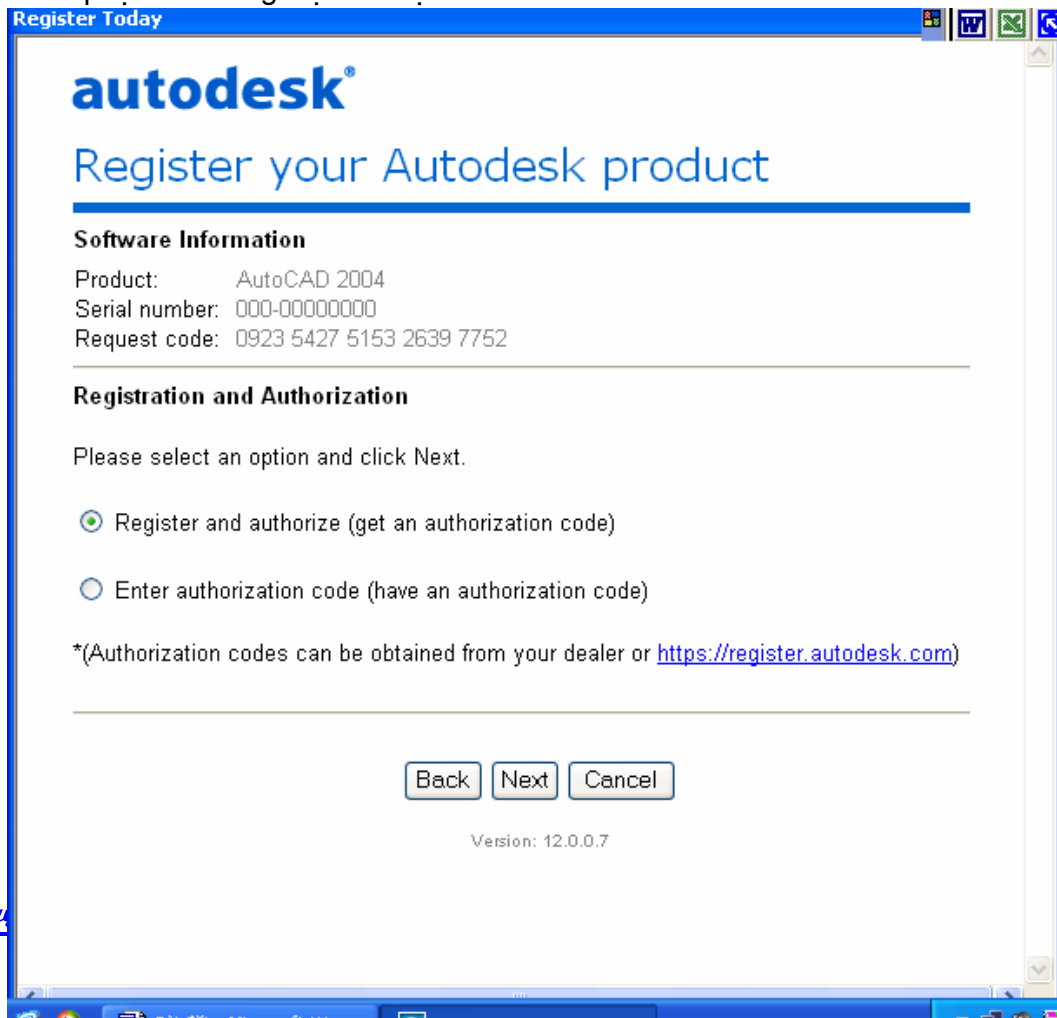 Register Today
autodesk®
Register your Autodesk product
Software Information
Product: AutoCAD 2004
Serial number: 000-00000000
Request code: 0923 5427 5153 2639 7752
Registration and Authorization
Please select an option and click Next.
Register and authorize (get an authorization code)
Enter authorization code (have an authorization code)
*(Authorization codes can be obtained from your dealer or https://register.autodesk.com)
Back Next Cancel
Version: 12.0.0.7